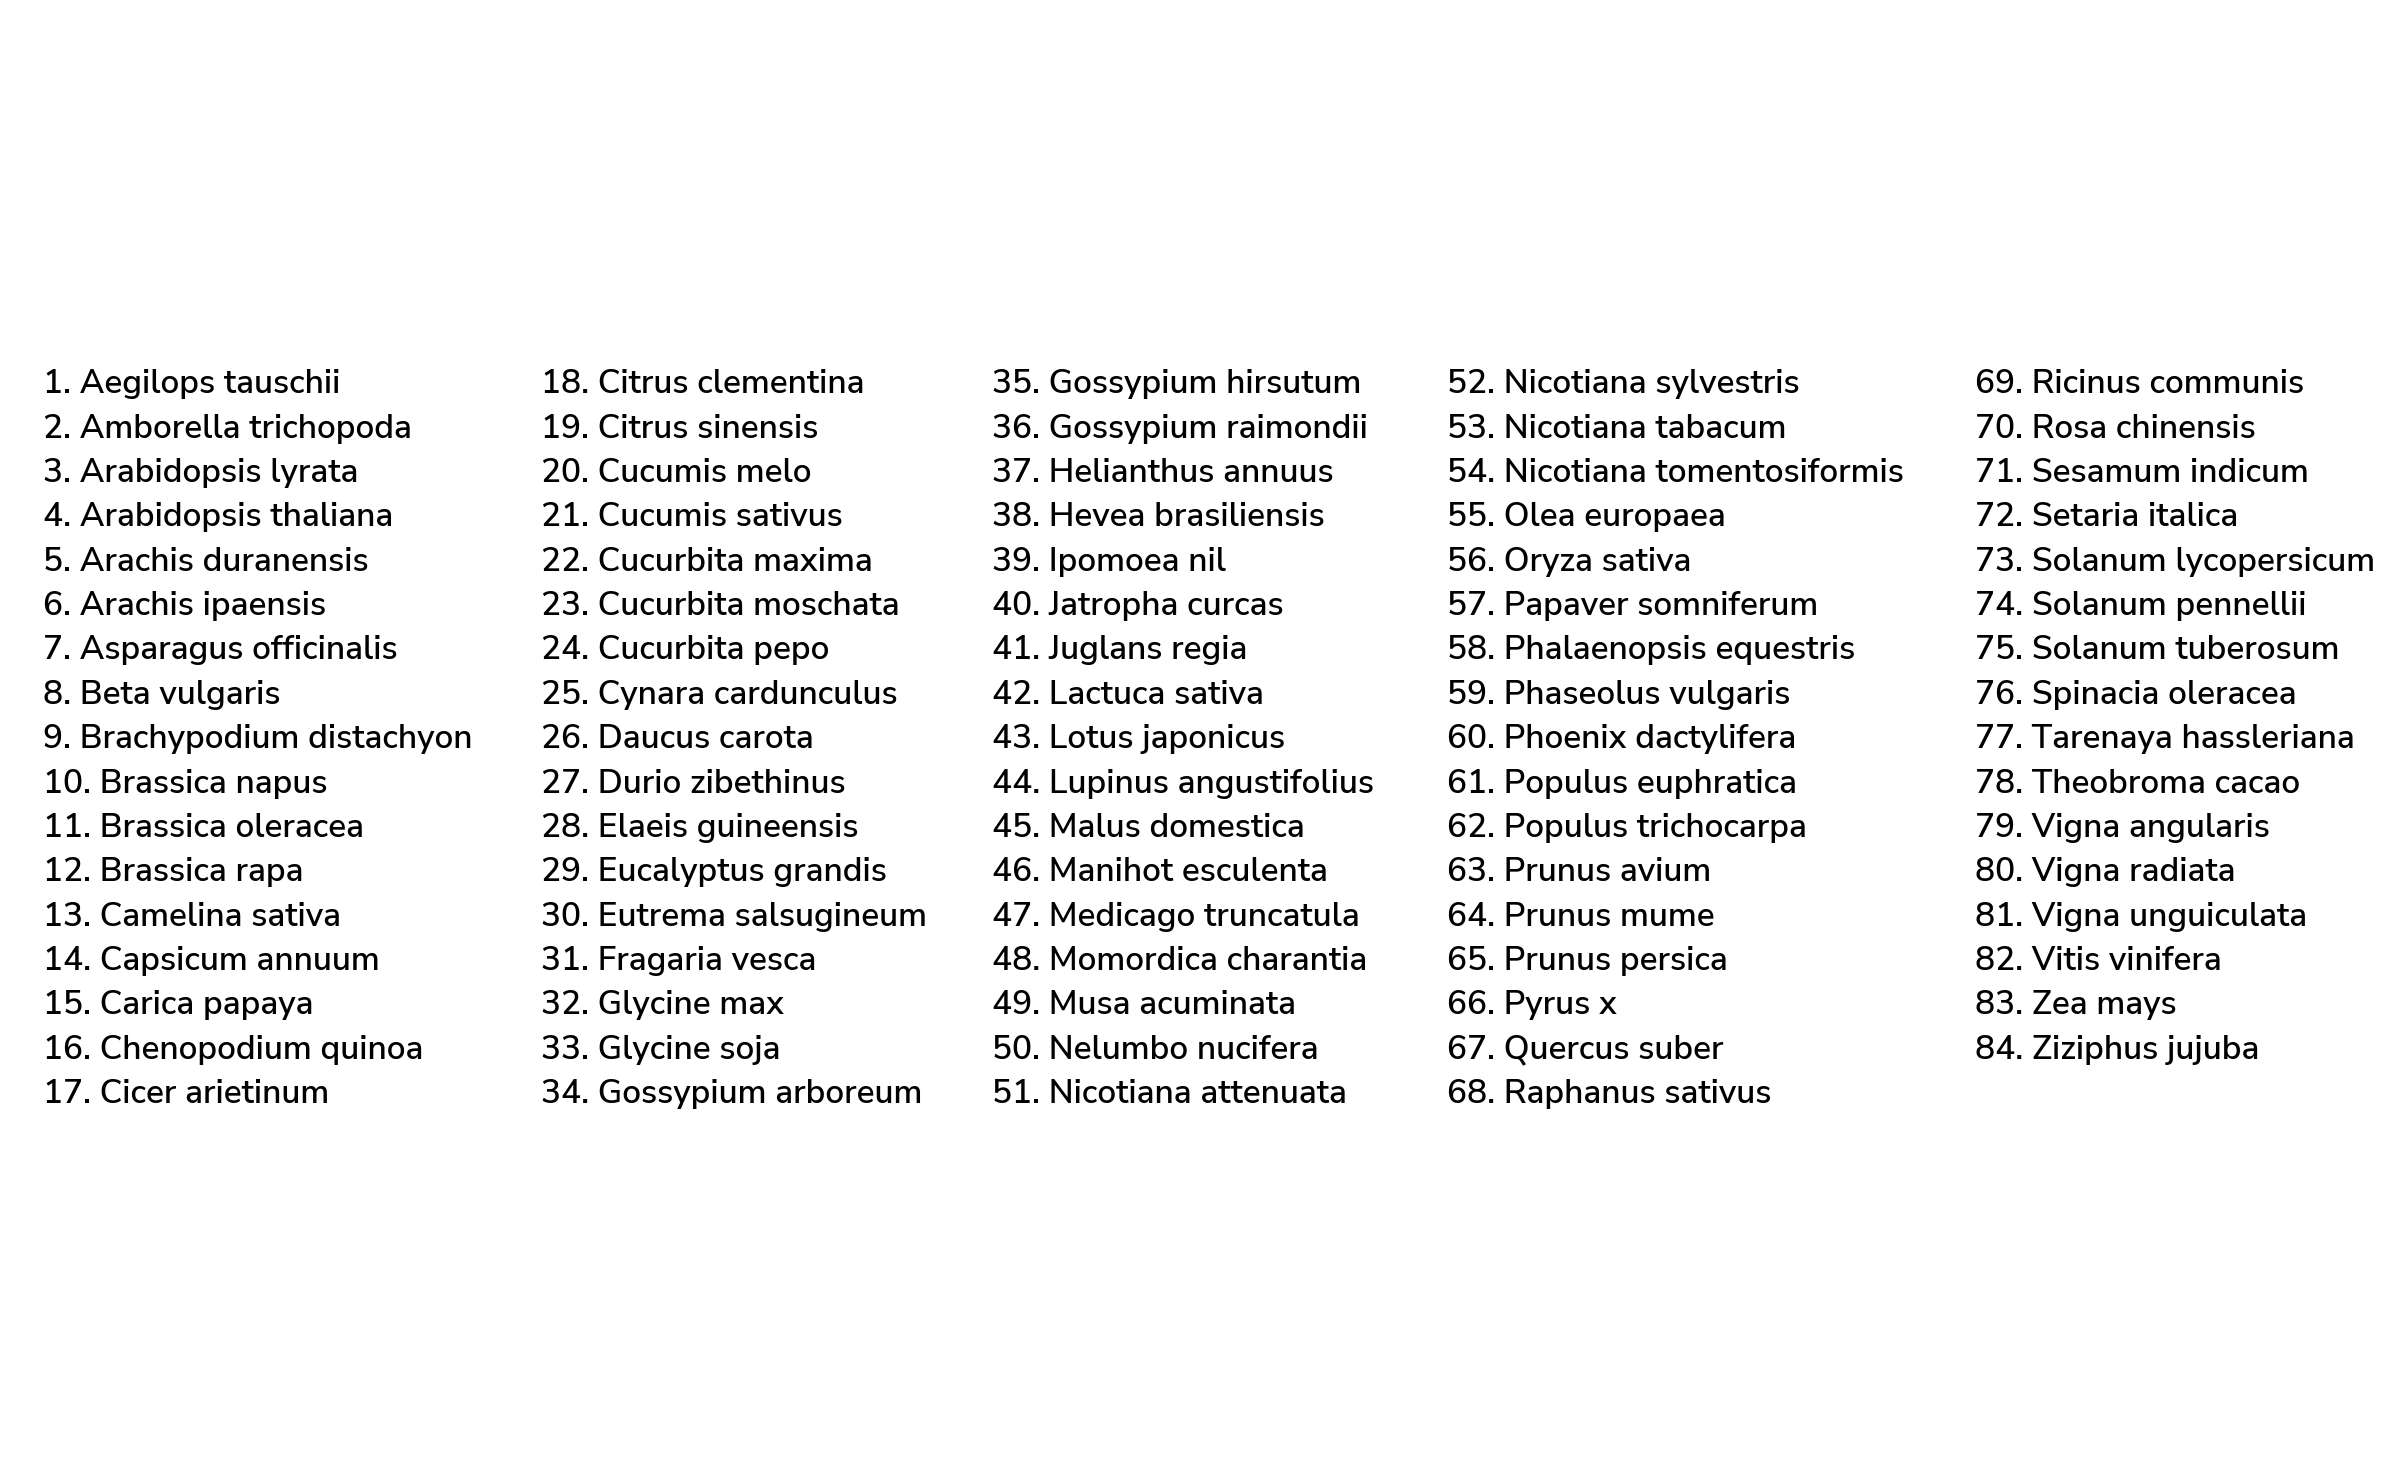 1. Aegilops tauschii
2. Amborella trichopoda
3. Arabidopsis lyrata
4. Arabidopsis thaliana
5. Arachis duranensis
6. Arachis ipaensis
7. Asparagus officinalis
8. Beta vulgaris
9. Brachypodium distachyon
10. Brassica napus
11. Brassica oleracea
12. Brassica rapa
13. Camelina sativa
14. Capsicum annuum
15. Carica papaya
16. Chenopodium quinoa
17. Cicer arietinum
18. Citrus clementina
19. Citrus sinensis
20. Cucumis melo
21. Cucumis sativus
22. Cucurbita maxima
23. Cucurbita moschata
24. Cucurbita pepo
25. Cynara cardunculus
26. Daucus carota
27. Durio zibethinus
28. Elaeis guineensis
29. Eucalyptus grandis
30. Eutrema salsugineum
31. Fragaria vesca
32. Glycine max
33. Glycine soja
34. Gossypium arboreum
35. Gossypium hirsutum
36. Gossypium raimondii
37. Helianthus annuus
38. Hevea brasiliensis
39. Ipomoea nil
40. Jatropha curcas
41. Juglans regia
42. Lactuca sativa
43. Lotus japonicus
44. Lupinus angustifolius
45. Malus domestica
46. Manihot esculenta
47. Medicago truncatula
48. Momordica charantia
49. Musa acuminata
50. Nelumbo nucifera
51. Nicotiana attenuata
52. Nicotiana sylvestris
53. Nicotiana tabacum
54. Nicotiana tomentosiformis
55. Olea europaea
56. Oryza sativa
57. Papaver somniferum
58. Phalaenopsis equestris
59. Phaseolus vulgaris
60. Phoenix dactylifera
61. Populus euphratica
62. Populus trichocarpa
63. Prunus avium
64. Prunus mume
65. Prunus persica
66. Pyrus x
67. Quercus suber
68. Raphanus sativus
69. Ricinus communis
70. Rosa chinensis
71. Sesamum indicum
72. Setaria italica
73. Solanum lycopersicum
74. Solanum pennellii
75. Solanum tuberosum
76. Spinacia oleracea
77. Tarenaya hassleriana
78. Theobroma cacao
79. Vigna angularis
80. Vigna radiata
81. Vigna unguiculata
82. Vitis vinifera
83. Zea mays
84. Ziziphus jujuba